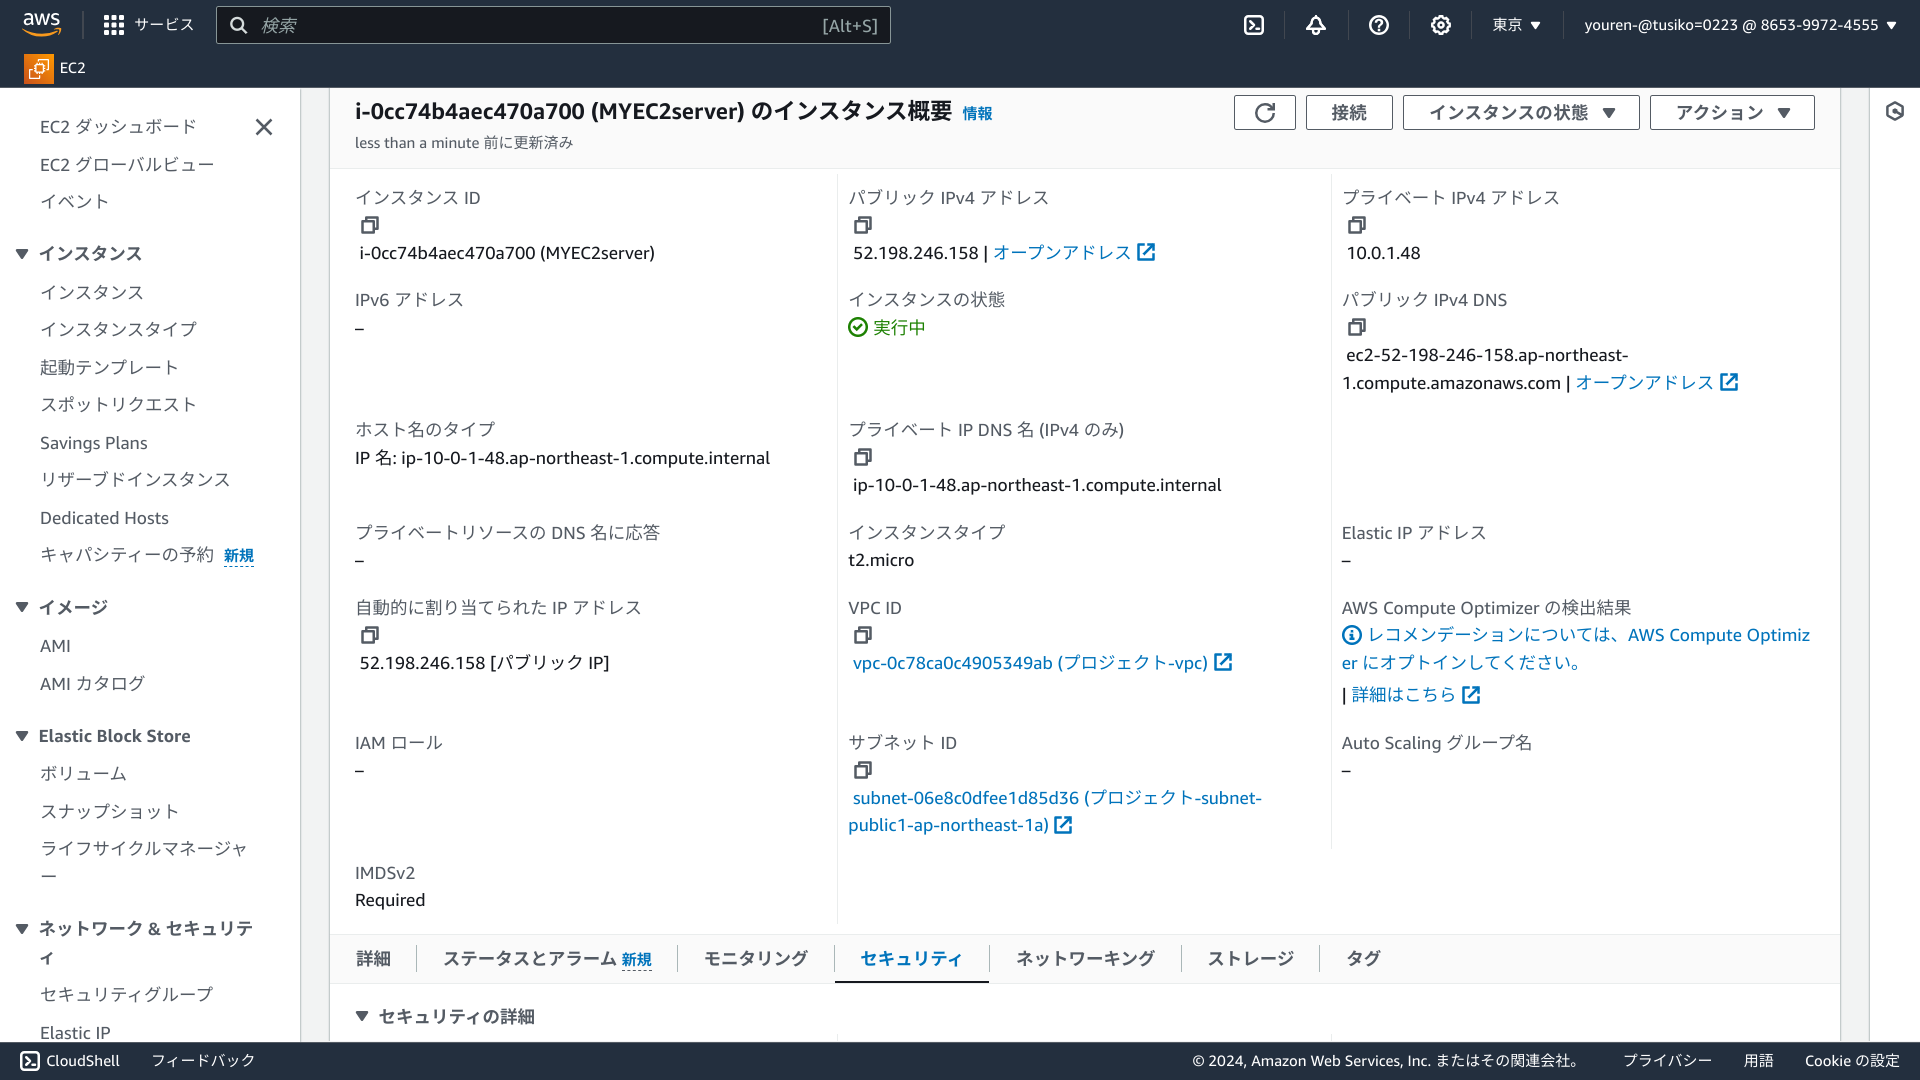 aws
サービス
検索
[Alt+S]
東京
youren-@tusiko=0223 @ 8653-9972-4555
EC2
EC2 ダッシュボード
EC2 グローバルビュー
イベント
インスタンス
インスタンス
インスタンスタイプ
起動テンプレート
スポットリクエスト
Savings Plans
リザーブドインスタンス
Dedicated Hosts
キャパシティーの予約 新規
イメージ
AMI
AMI カタログ
Elastic Block Store
ボリューム
スナップショット
ライフサイクルマネージャ
ー
ネットワーク & セキュリテ
ィ
セキュリティグループ
Elastic IP
i-0cc74b4aec470a700 (MYEC2server) のインスタンス概要 情報
less than a minute 前に更新済み
接続
インスタンスの状態
アクション
インスタンス ID
i-0cc74b4aec470a700 (MYEC2server)
パブリック IPv4 アドレス
52.198.246.158 | オープンアドレス
プライベート IPv4 アドレス
10.0.1.48
IPv6 アドレス
–
インスタンスの状態
実行中
パブリック IPv4 DNS
ec2-52-198-246-158.ap-northeast-
1.compute.amazonaws.com | オープンアドレス
ホスト名のタイプ
IP 名: ip-10-0-1-48.ap-northeast-1.compute.internal
プライベート IP DNS 名 (IPv4 のみ)
ip-10-0-1-48.ap-northeast-1.compute.internal
プライベートリソースの DNS 名に応答
–
インスタンスタイプ
t2.micro
Elastic IP アドレス
–
自動的に割り当てられた IP アドレス
52.198.246.158 [パブリック IP]
VPC ID
vpc-0c78ca0c4905349ab (プロジェクト-vpc)
AWS Compute Optimizer の検出結果
レコメンデーションについては、AWS Compute Optimiz
er にオプトインしてください。
| 詳細はこちら
IAM ロール
–
サブネット ID
subnet-06e8c0dfee1d85d36 (プロジェクト-subnet-
public1-ap-northeast-1a)
Auto Scaling グループ名
–
IMDSv2
Required
詳細
ステータスとアラーム 新規
モニタリング
セキュリティ
ネットワーキング
ストレージ
タグ
セキュリティの詳細
CloudShell
フィードバック
© 2024, Amazon Web Services, Inc. またはその関連会社。
プライバシー
用語
Cookie の設定